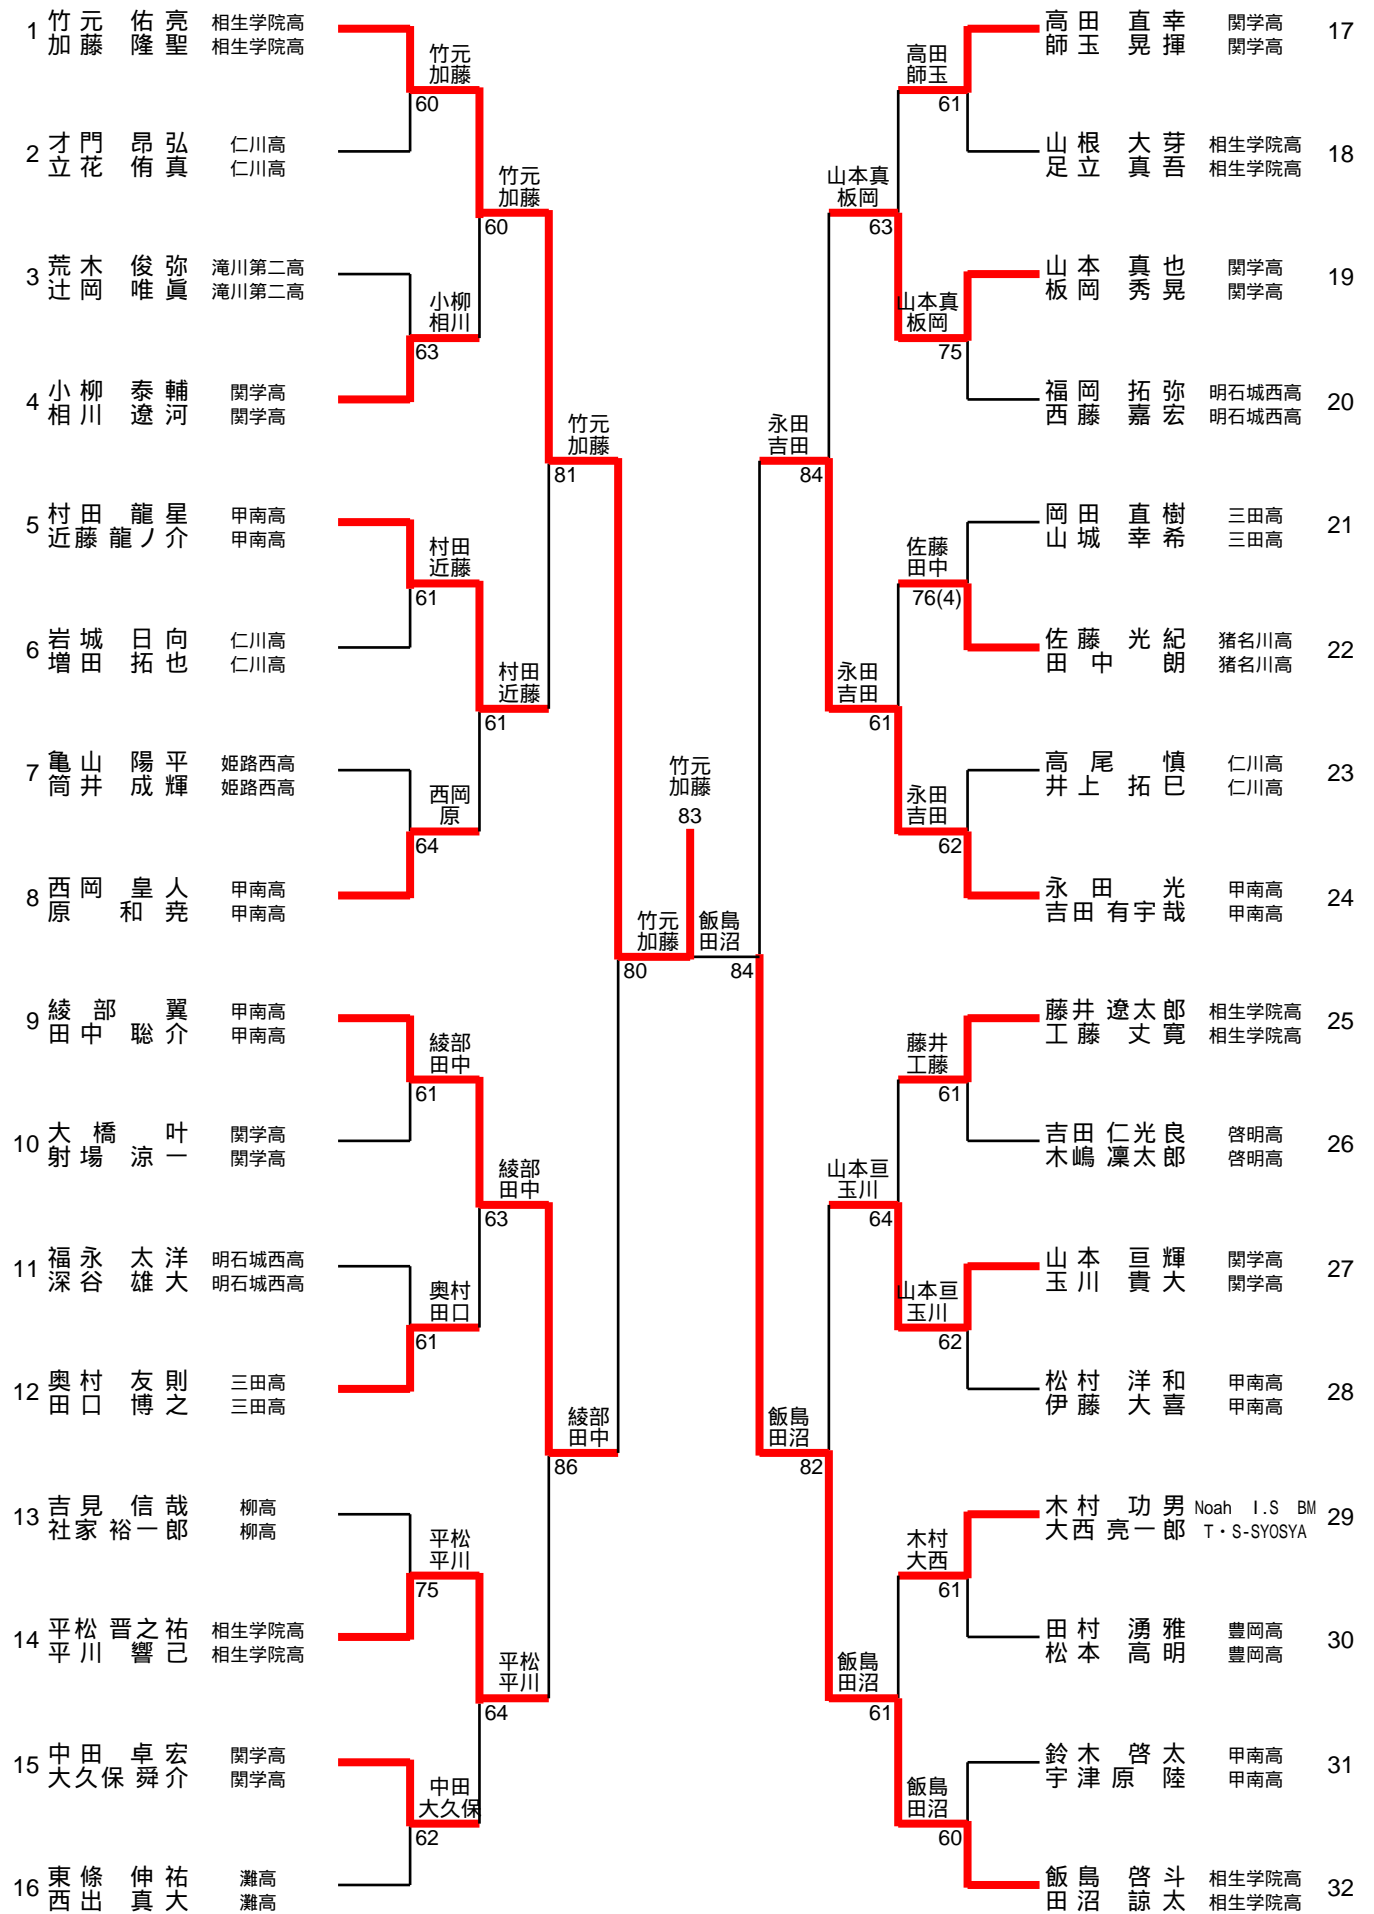 1 竹元 佑亮 相生学院高
加藤 隆聖 相生学院高
2 才門 昂弘 仁川高
立花 侑真 仁川高
3 荒木 俊弥 滝川第二高
辻岡 唯眞 滝川第二高
4 小柳 泰輔 関学高
相川 遼河 関学高
5 村田 龍星 甲南高
近藤 龍ノ介 甲南高
6 岩城 日向 仁川高
増田 拓也 仁川高
7 亀山 陽平 姫路西高
筒井 成輝 姫路西高
8 西岡 皇人 甲南高
原 和尭 甲南高
9 綾部 翼 甲南高
田中 聡介 甲南高
10 大橋 叶 関学高
射場 涼一 関学高
11 福永 太洋 明石城西高
深谷 雄大 明石城西高
12 奥村 友則 三田高
田口 博之 三田高
13 吉見 信哉 柳高
社家 裕一郎 柳高
14 平松 晋之祐 相生学院高
平川 響己 相生学院高
15 中田 卓宏 関学高
大久保 舜介 関学高
16 東條 伸祐 灘高
西出 真大 灘高
竹元
加藤
60
小柳
相川
63
村田
近藤
61
西岡
原
64
綾部
田中
61
奥村
田口
61
平松
平川
75
中田
大久保
62
竹元
加藤
60
村田
近藤
61
綾部
田中
63
平松
平川
64
竹元
加藤
81
綾部
田中
86
竹元
加藤
80
竹元
加藤
83
飯島
田沼
84
永田
吉田
84
飯島
田沼
82
山本真
板岡
63
永田
吉田
61
山本亘
玉川
64
飯島
田沼
61
高田
師玉
61
山本真
板岡
75
佐藤
田中
76(4)
永田
吉田
62
藤井
工藤
61
山本亘
玉川
62
木村
大西
61
飯島
田沼
60
高田 直幸 関学高 17
師玉 晃揮 関学高
山根 大芽 相生学院高 18
足立 真吾 相生学院高
山本 真也 関学高 19
板岡 秀晃 関学高
福岡 拓弥 明石城西高 20
西藤 嘉宏 明石城西高
岡田 直樹 三田高 21
山城 幸希 三田高
佐藤 光紀 猪名川高 22
田中 朗 猪名川高
高尾 慎 仁川高 23
井上 拓巳 仁川高
永田 光 甲南高 24
吉田 有宇哉 甲南高
藤井 遼太郎 相生学院高 25
工藤 丈寛 相生学院高
吉田 仁光良 啓明高 26
木嶋 凜太郎 啓明高
山本 亘輝 関学高 27
玉川 貴大 関学高
松村 洋和 甲南高 28
伊藤 大喜 甲南高
木村 功男 Noah I.S BM 29
大西 亮一郎 T・S-SYOSYA
田村 湧雅 豊岡高 30
松本 高明 豊岡高
鈴木 啓太 甲南高 31
宇津原 陸 甲南高
飯島 啓斗 相生学院高 32
田沼 諒太 相生学院高